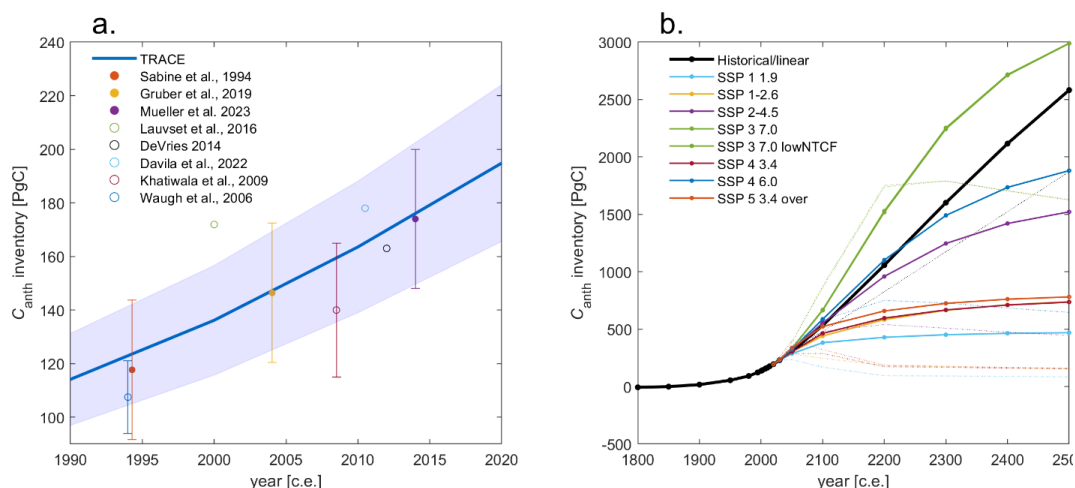 a.
240
220
200
180
160
140
120
100
1990
1995
2000
2005
2010
2015
2020
year [c.e.]
Canth inventory [PgC]
TRACE
Sabine et al., 1994
Gruber et al., 2019
Mueller et al. 2023
Lauvset et al., 2016
DeVries 2014
Davila et al., 2022
Khatiwala et al., 2009
Waugh et al., 2006
b.
3000
2500
2000
1500
1000
500
0
-500
1800
1900
2000
2100
2200
2300
2400
250
year [c.e.]
Canth inventory [PgC]
Historical/linear
SSP 1 1.9
SSP 1-2.6
SSP 2-4.5
SSP 3 7.0
SSP 3 7.0 lowNTCF
SSP 4 3.4
SSP 4 6.0
SSP 5 3.4 over